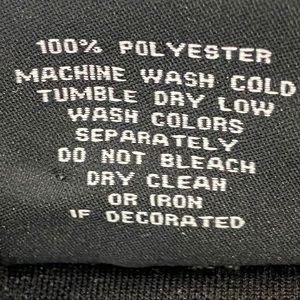 100% POLYESTER
MACHINE WASH COLD
TUMBLE DRY LOW
WASH COLORS
SEPARATELY
DO NOT BLEACH
DRY CLEAN
OR IRON
IF DECORATED